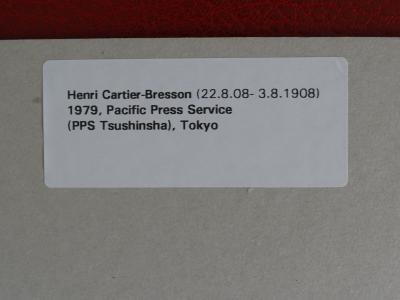 Henri Cartier-Bresson (22.8.08- 3.8.1908)
1979, Pacific Press Service
(PPS Tsushinsha), Tokyo